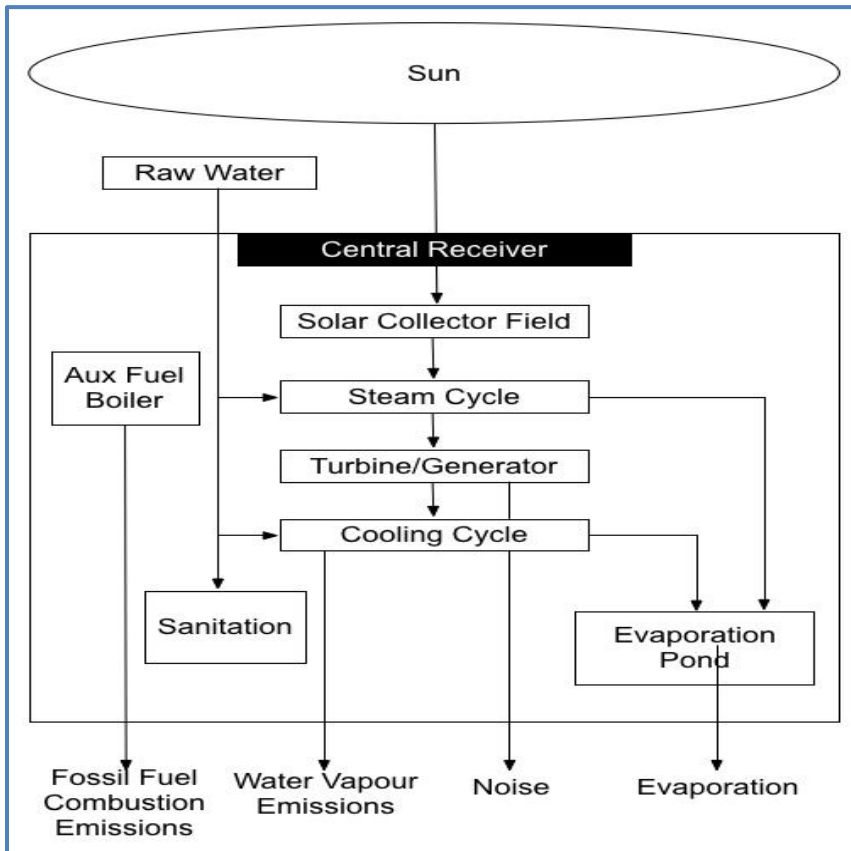 Sun
Raw Water
Central Receiver
Solar Collector Field
Aux Fuel
Boiler
Steam Cycle
Turbine/Generator
Cooling Cycle
Sanitation
Evaporation
Pond
Fossil Fuel
Combustion
Emissions
Water Vapour
Emissions
Noise
Evaporation